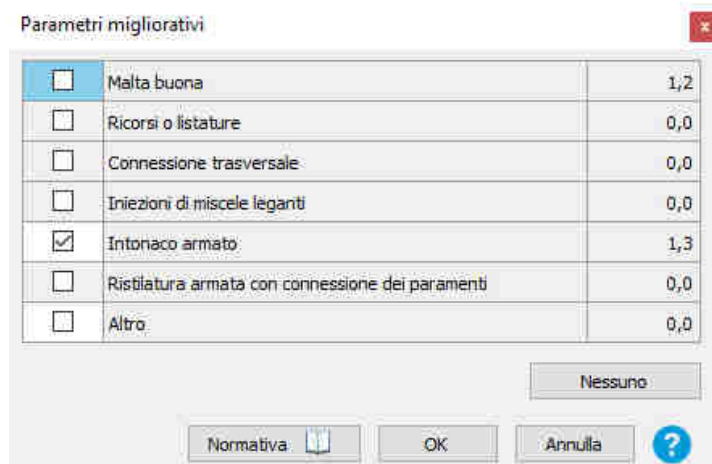 Parametri migliorativi
x
Malta buona 1,2
Ricorsi o listature 0,0
Connessione trasversale 0,0
Iniezioni di miscele leganti 0,0
Intonaco armato 1,3
Ristilatura armata con connessione dei paramenti 0,0
Altro 0,0
Nessuno
Normativa OK Annulla ?